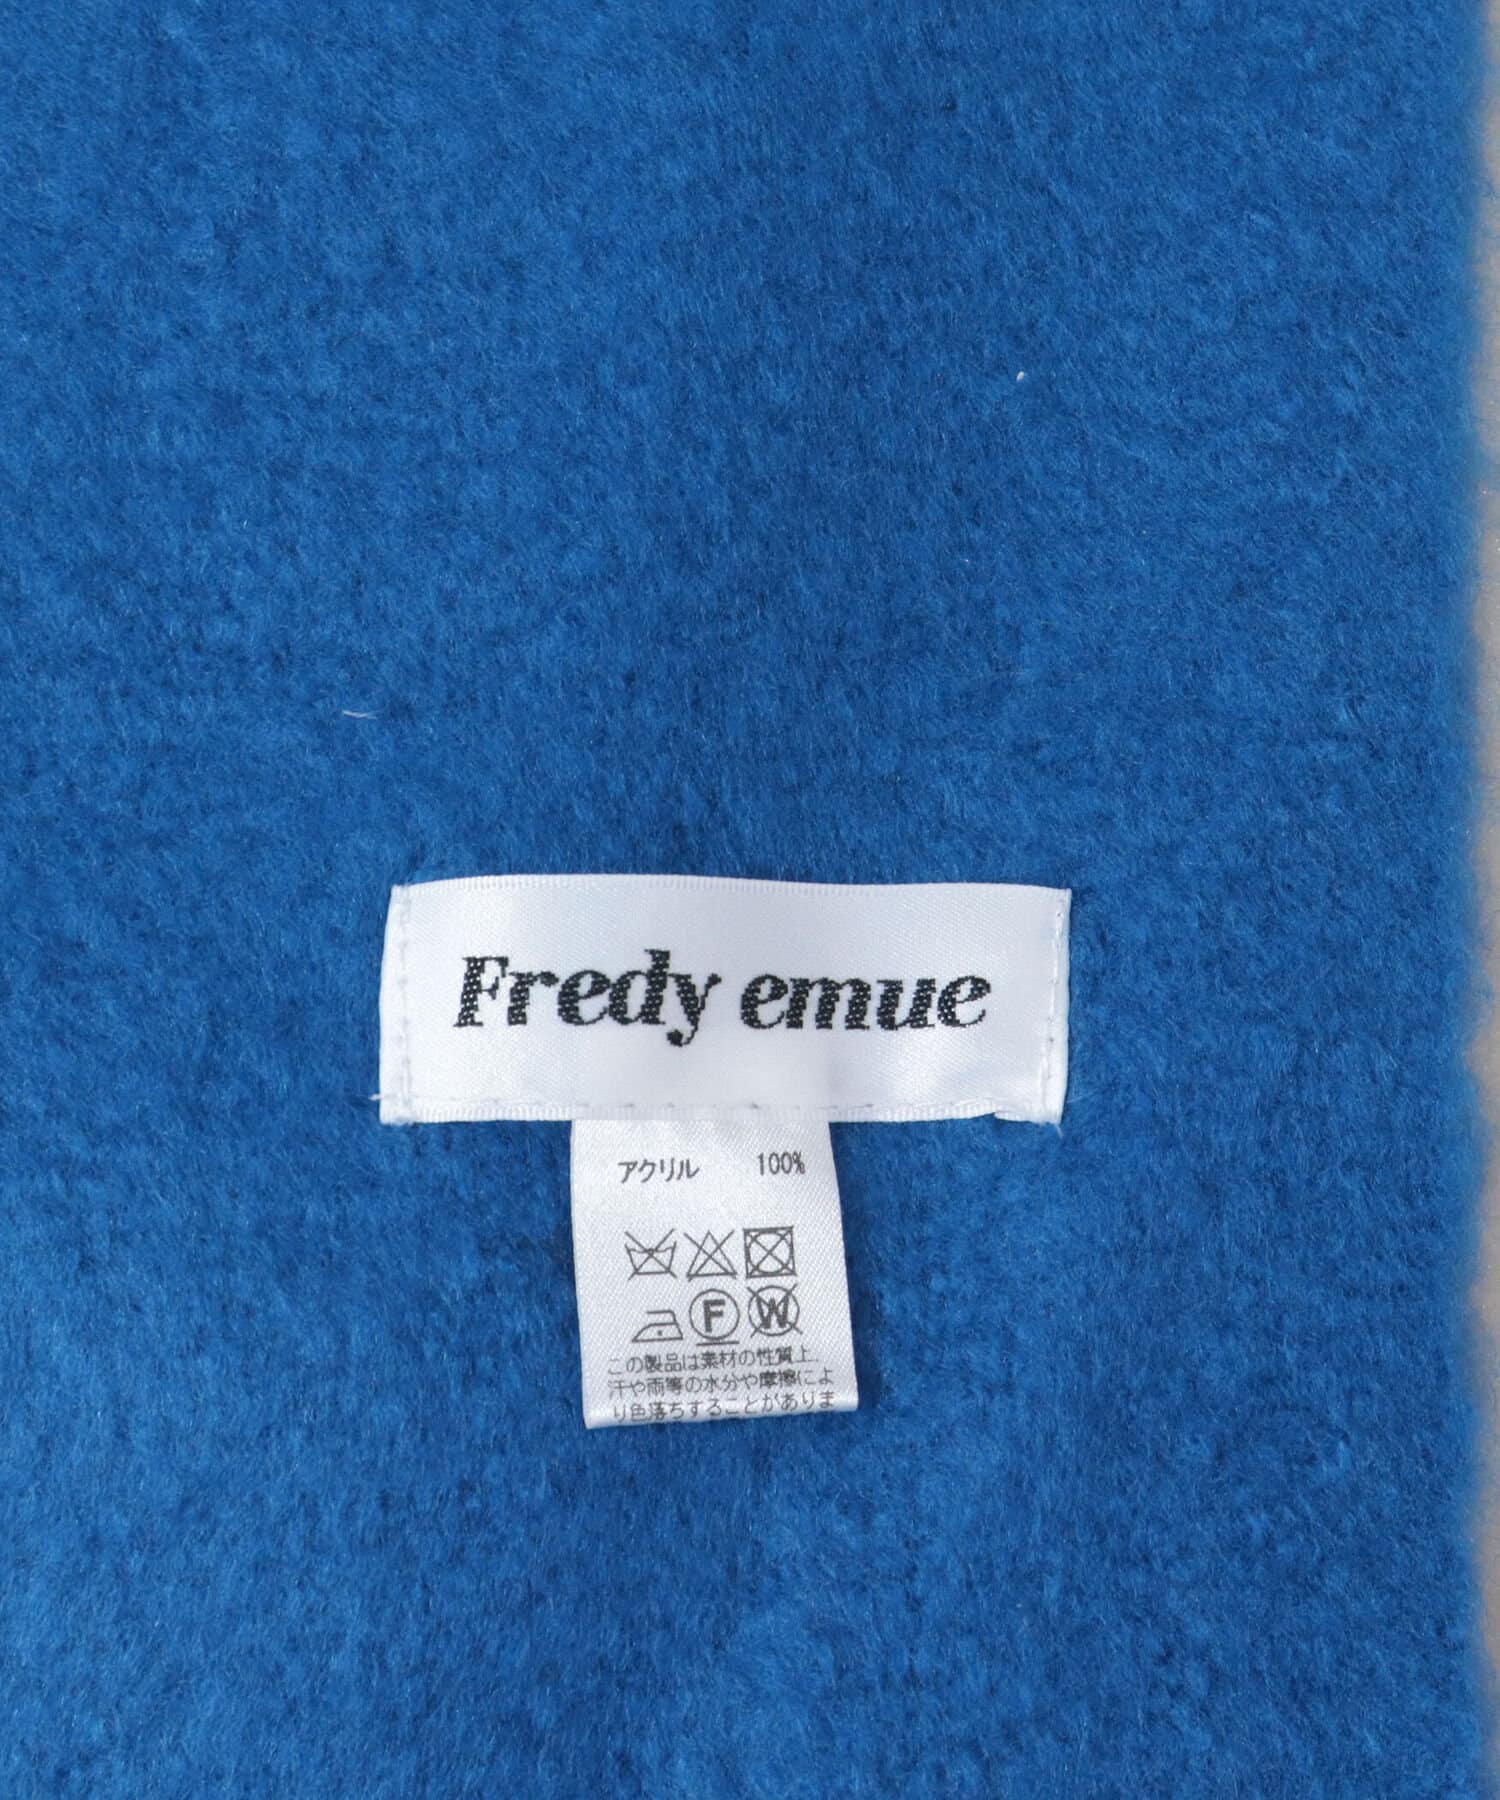 Fredy emue
アクリル 100%
F W
この製品は素材の性質上、
汗や雨等の水分や摩擦によ
り色落ちすることがありま